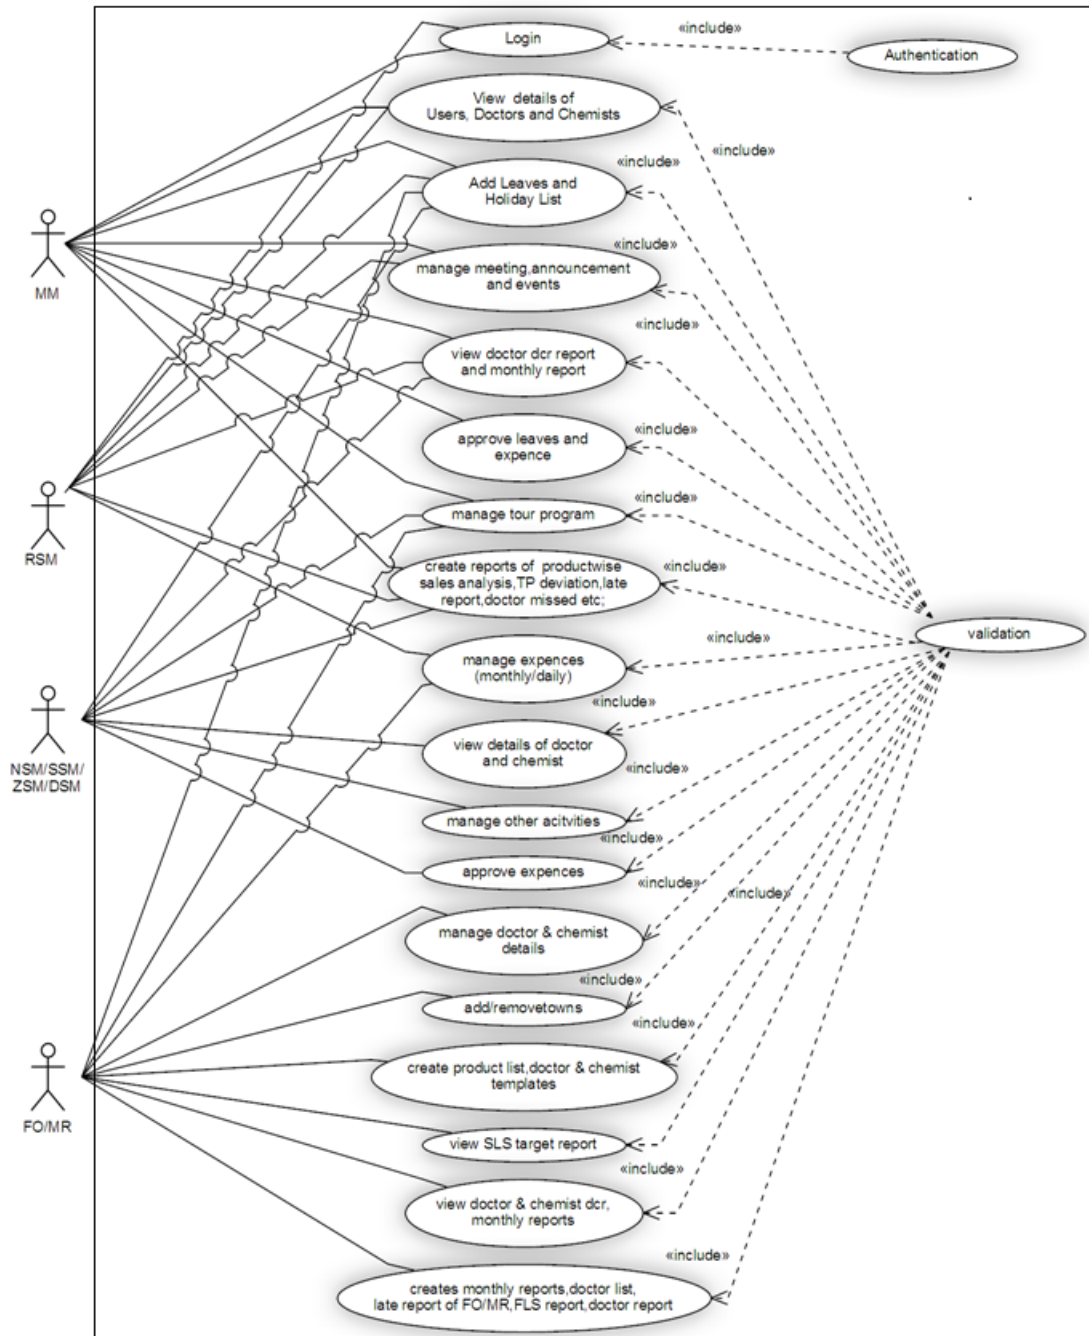 «include»
Login
Authentication
View details of
Users, Doctors and Chemists
«include»
«include»
Add Leaves and
Holiday List
MM
«include»
manage meeting,announcement
and events
«include»
view doctor dcr report
and monthly report
«include»
approve leaves and
expence
RSM
«include»
manage tour program
create reports of productwise
sales analysis,TP deviation,late
report,doctor missed etc;
«include»
validation
«include»
manage expences
(monthly/daily)
«include»
view details of doctor
and chemist
NSM/SSM/
ZSM/DSM
«include»
manage other acitvities
«include»
approve expences
«include»
«include»
manage doctor & chemist
details
«include»
add/removetowns
«include»
create product list,doctor & chemist
templates
FO/MR
view SLS target report
«include»
view doctor & chemist dcr,
monthly reports
«include»
creates monthly reports,doctor list,
late report of FO/MR,FLS report,doctor report